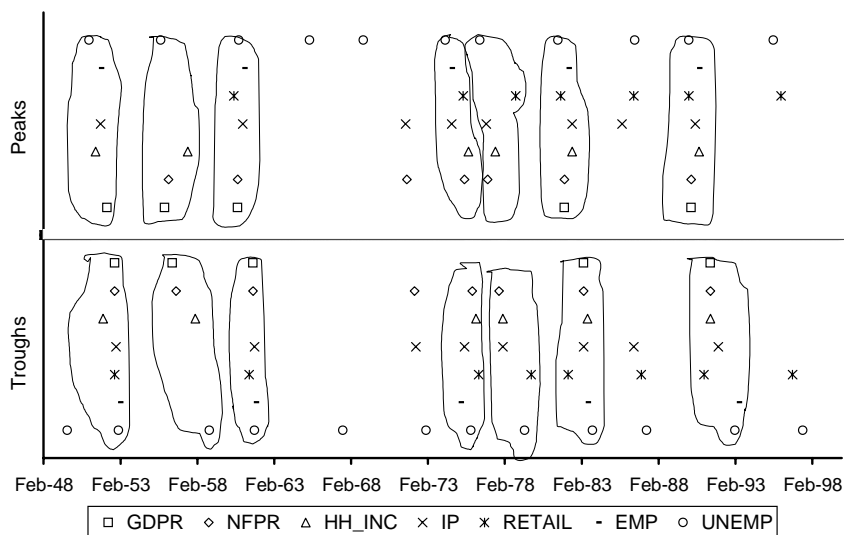 Peaks
Troughs
Feb-48 Feb-53 Feb-58 Feb-63 Feb-68 Feb-73 Feb-78 Feb-83 Feb-88 Feb-93 Feb-98
GDPR NFPR HH_INC IP RETAIL EMP UNEMP